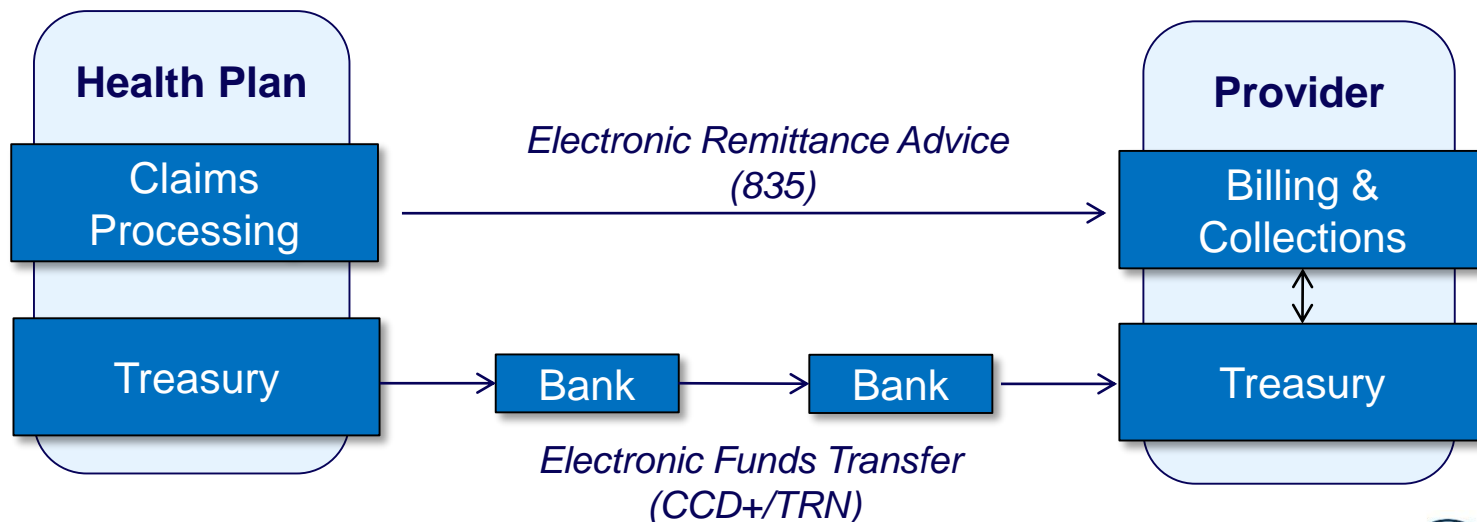 Health Plan
Claims
Processing
Treasury
Electronic Remittance Advice
(835)
Bank
Bank
Electronic Funds Transfer
(CCD+/TRN)
Provider
Billing &
Collections
Treasury